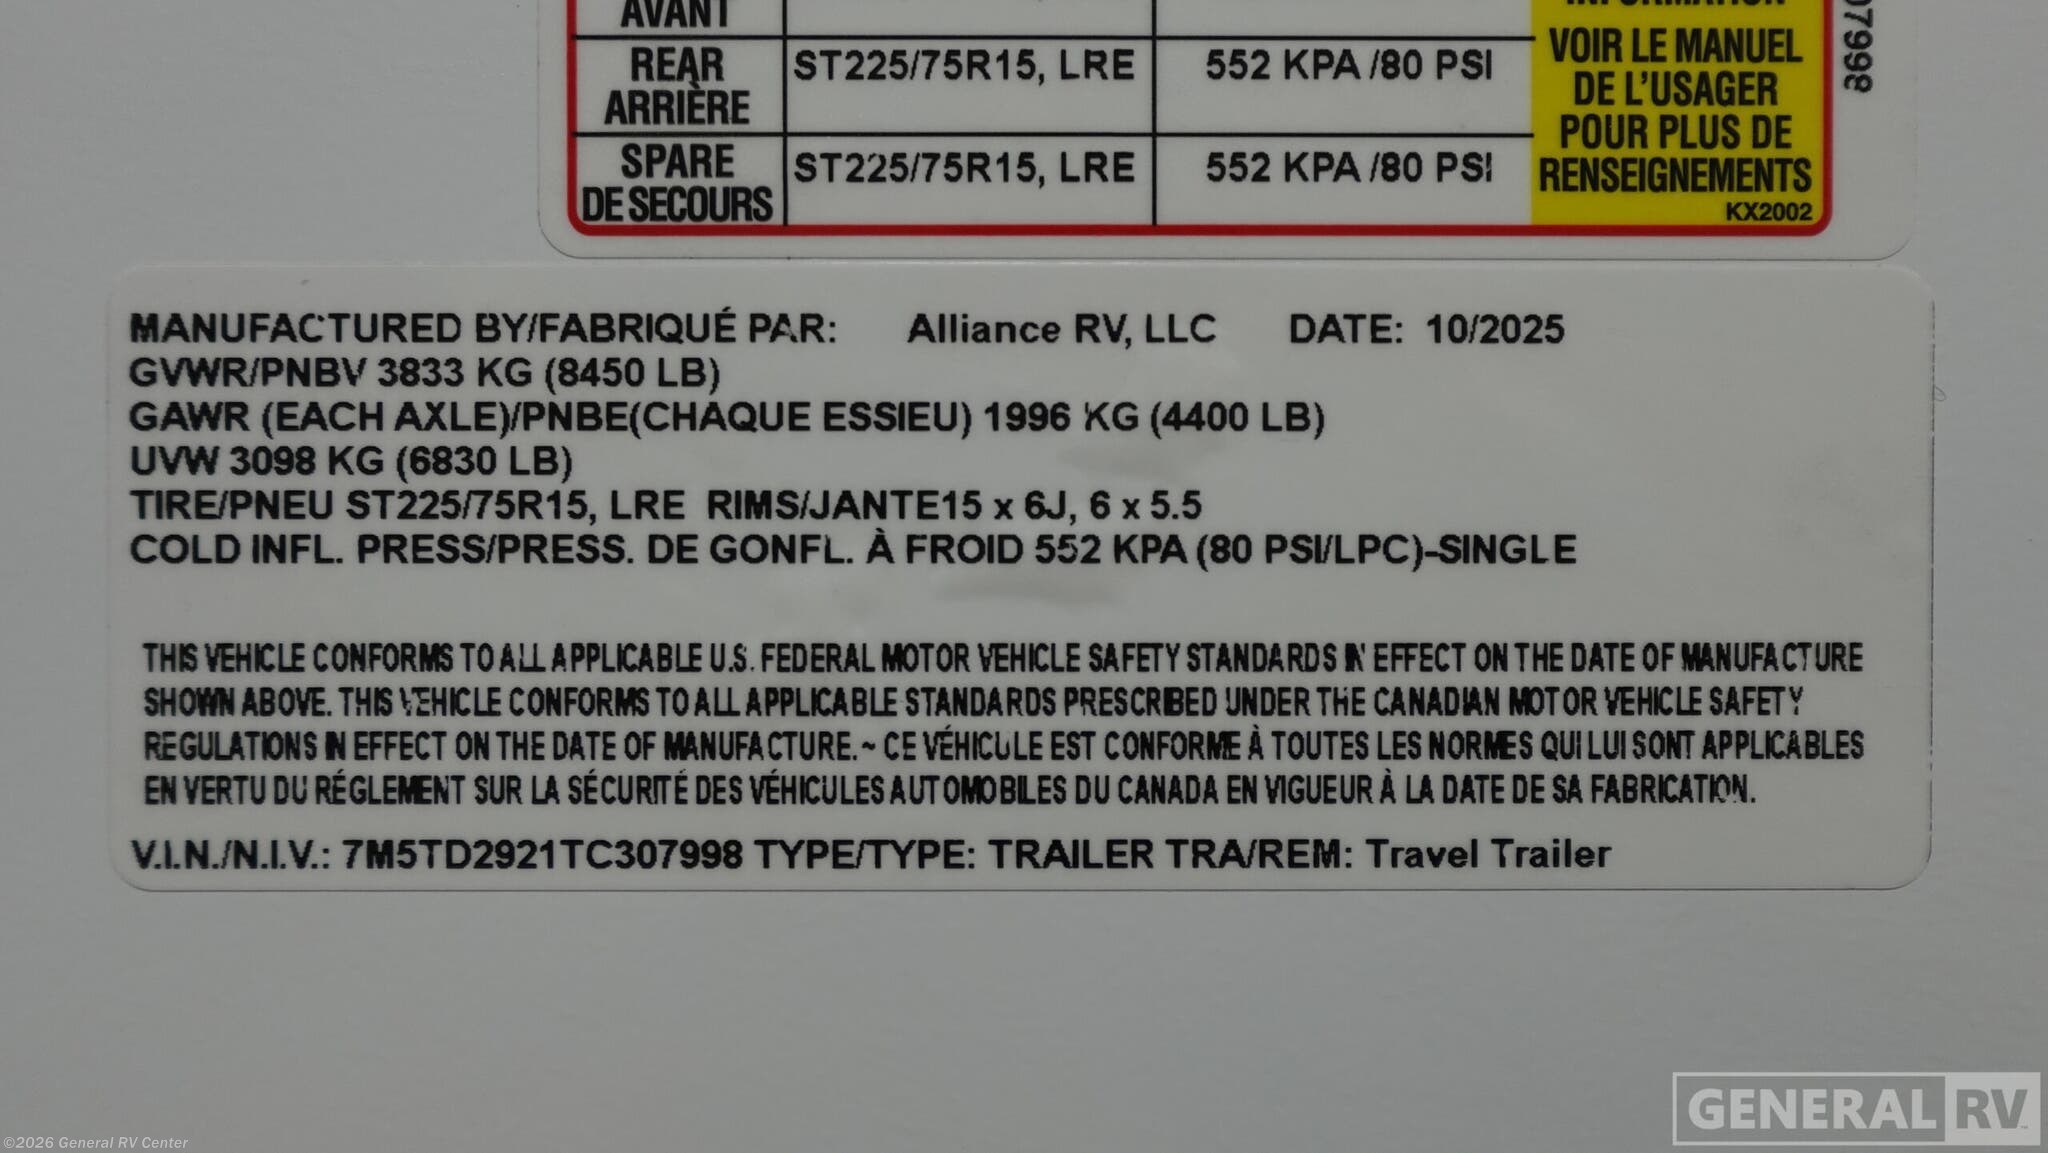 AVANT
REAR
ARRIÈRE
ST225/75R15, LRE
552 KPA /80 PSI
SPARE
DE SECOURS
ST225/75R15, LRE
552 KPA /80 PSI
INFORMATION
VOIR LE MANUEL
DE L'USAGER
POUR PLUS DE
RENSEIGNEMENTS
KX2002
07998
MANUFACTURED BY/FABRIQUÉ PAR: Alliance RV, LLC DATE: 10/2025
GVWR/PNBV 3833 KG (8450 LB)
GAWR (EACH AXLE)/PNBE(CHAQUE ESSIEU) 1996 KG (4400 LB)
UVW 3098 KG (6830 LB)
TIRE/PNEU ST225/75R15, LRE RIMS/JANTE15 x 6J, 6 x 5.5
COLD INFL. PRESS/PRESS. DE GONFL. À FROID 552 KPA (80 PSI/LPC)-SINGLE
THIS VEHICLE CONFORMS TO ALL APPLICABLE U.S. FEDERAL MOTOR VEHICLE SAFETY STANDARDS IN EFFECT ON THE DATE OF MANUFACTURE
SHOWN ABOVE. THIS VEHICLE CONFORMS TO ALL APPLICABLE STANDARDS PRESCRIBED UNDER THE CANADIAN MOTOR VEHICLE SAFETY
REGULATIONS IN EFFECT ON THE DATE OF MANUFACTURE.~ CE VÉHICULE EST CONFORME À TOUTES LES NORMES QUI LUI SONT APPLICABLES
EN VERTU DU RÉGLEMENT SUR LA SÉCURITÉ DES VÉHICULES AUTOMOBILES DU CANADA EN VIGUEUR À LA DATE DE SA FABRICATION.
V.I.N./N.I.V.: 7M5TD2921TC307998 TYPE/TYPE: TRAILER TRA/REM: Travel Trailer
GENERAL RV
©2026 General RV Center